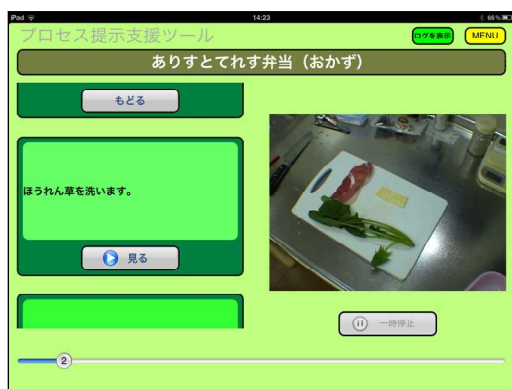 iPad
14:23
66%
プロセス提示支援ツール
ログを表示
MENU
ありすとてれす弁当（おかず）
もどる
ほうれん草を洗います。
見る
一時停止
2